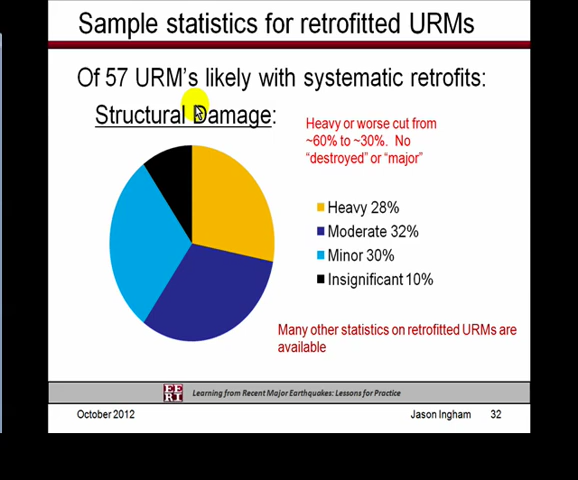 Sample statistics for retrofitted URMs
Of 57 URM's likely with systematic retrofits:
Structural Damage:
Heavy or worse cut from
~60% to ~30%. No
"destroyed" or "major"
Heavy 28%
Moderate 32%
Minor 30%
Insignificant 10%
Many other statistics on retrofitted URMs are
available
EE
RI
Learning from Recent Major Earthquakes: Lessons for Practice
October 2012
Jason Ingham 32